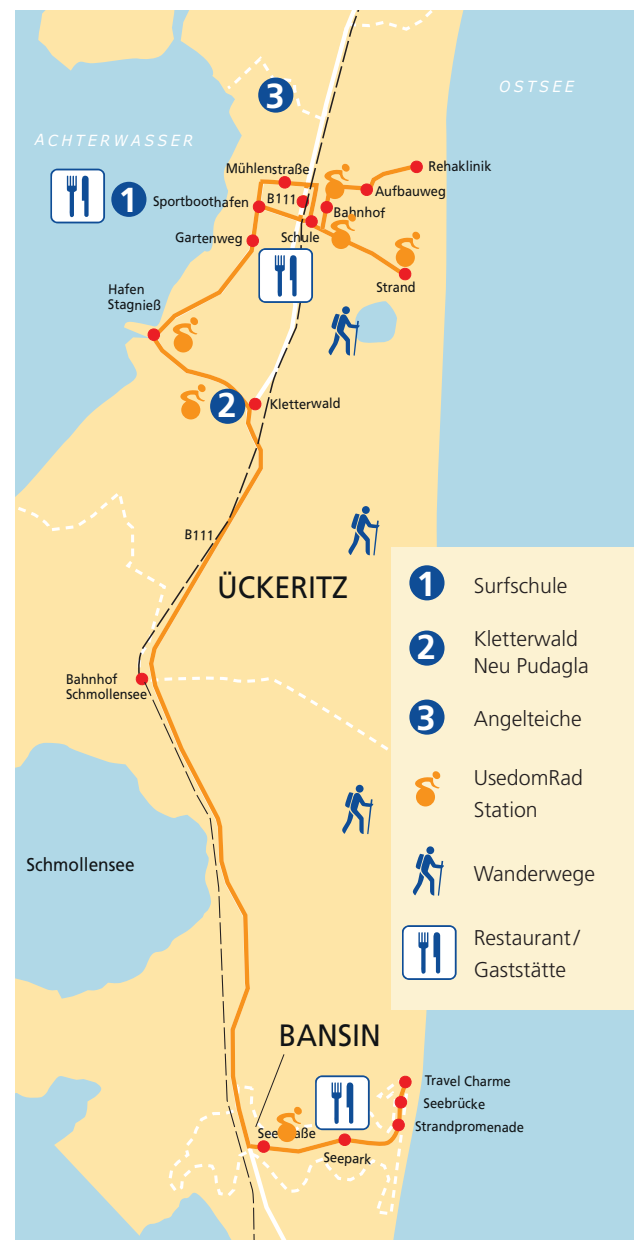 OSTSEE
3
ACHTERWASSER
Mühlenstraße
Rehaklinik
1
Sportboothafen
B111
Aufbauweg
Bahnhof
Gartenweg
Schule
Strand
Hafen
Stagnieß
2
Kletterwald
B111
ÜCKERITZ
Bahnhof
Schmollensee
Schmollensee
BANSIN
Travel Charme
Seebrücke
Strandpromenade
Seestraße
Seepark
1 Surfschule
2 Kletterwald
Neu Pudagla
3 Angelteiche
UsedomRad
Station
Wanderwege
Restaurant/
Gaststätte